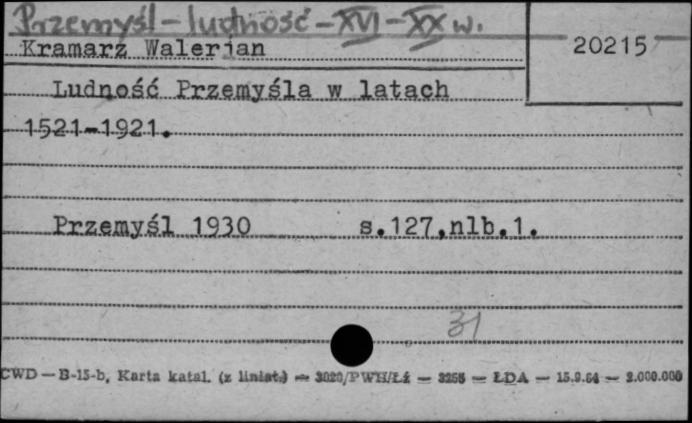 Przemyśl - ludność - XVI - XX w.
Kramarz Walerjan
20215
Ludność Przemyśla w latach
1521-1921.
Przemyśl 1930 s.127,nlb.1.
31
CWD — B-15-b, Karta katal. (z liniat.) — 3020/PWH/Łź — 3255 — ŁDA — 15.9.64 — 2.000.000